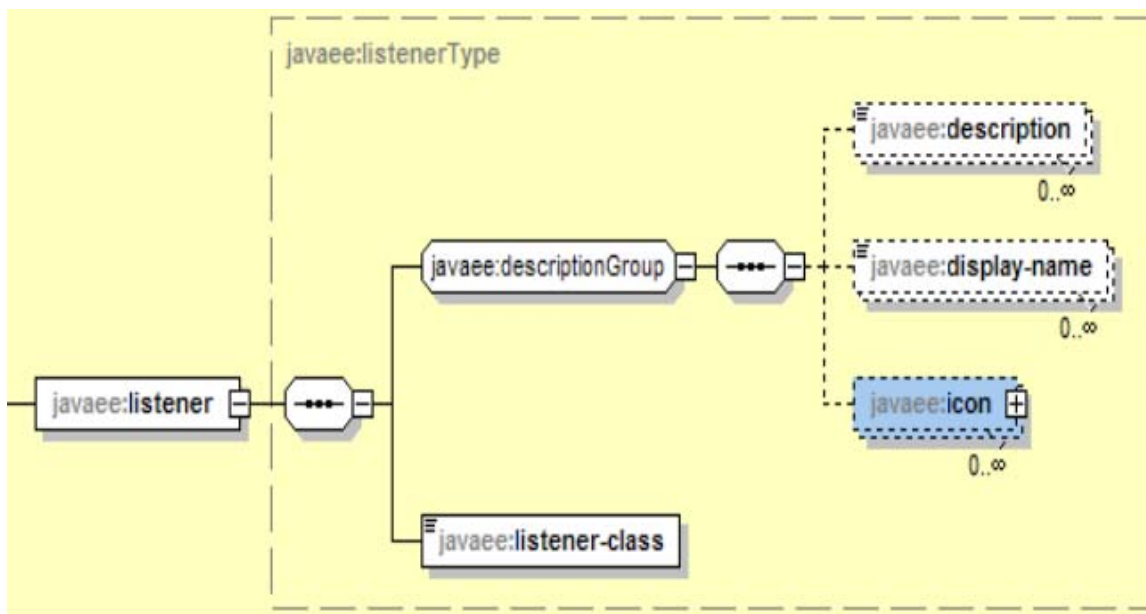 javaee:listenerType
javaee:description
0..∞
javaee:descriptionGroup
javaee:display-name
0..∞
javaee:listener
javaee:icon
0..∞
javaee:listener-class